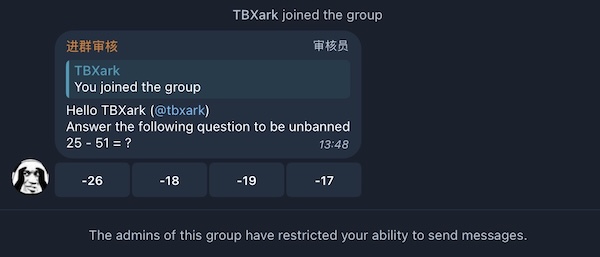 TBXark joined the group
进群审核 审核员
TBXark
You joined the group
Hello TBXark (@tbxark)
Answer the following question to be unbanned
25 - 51 = ?
13:48
-26 -18 -19 -17
The admins of this group have restricted your ability to send messages.